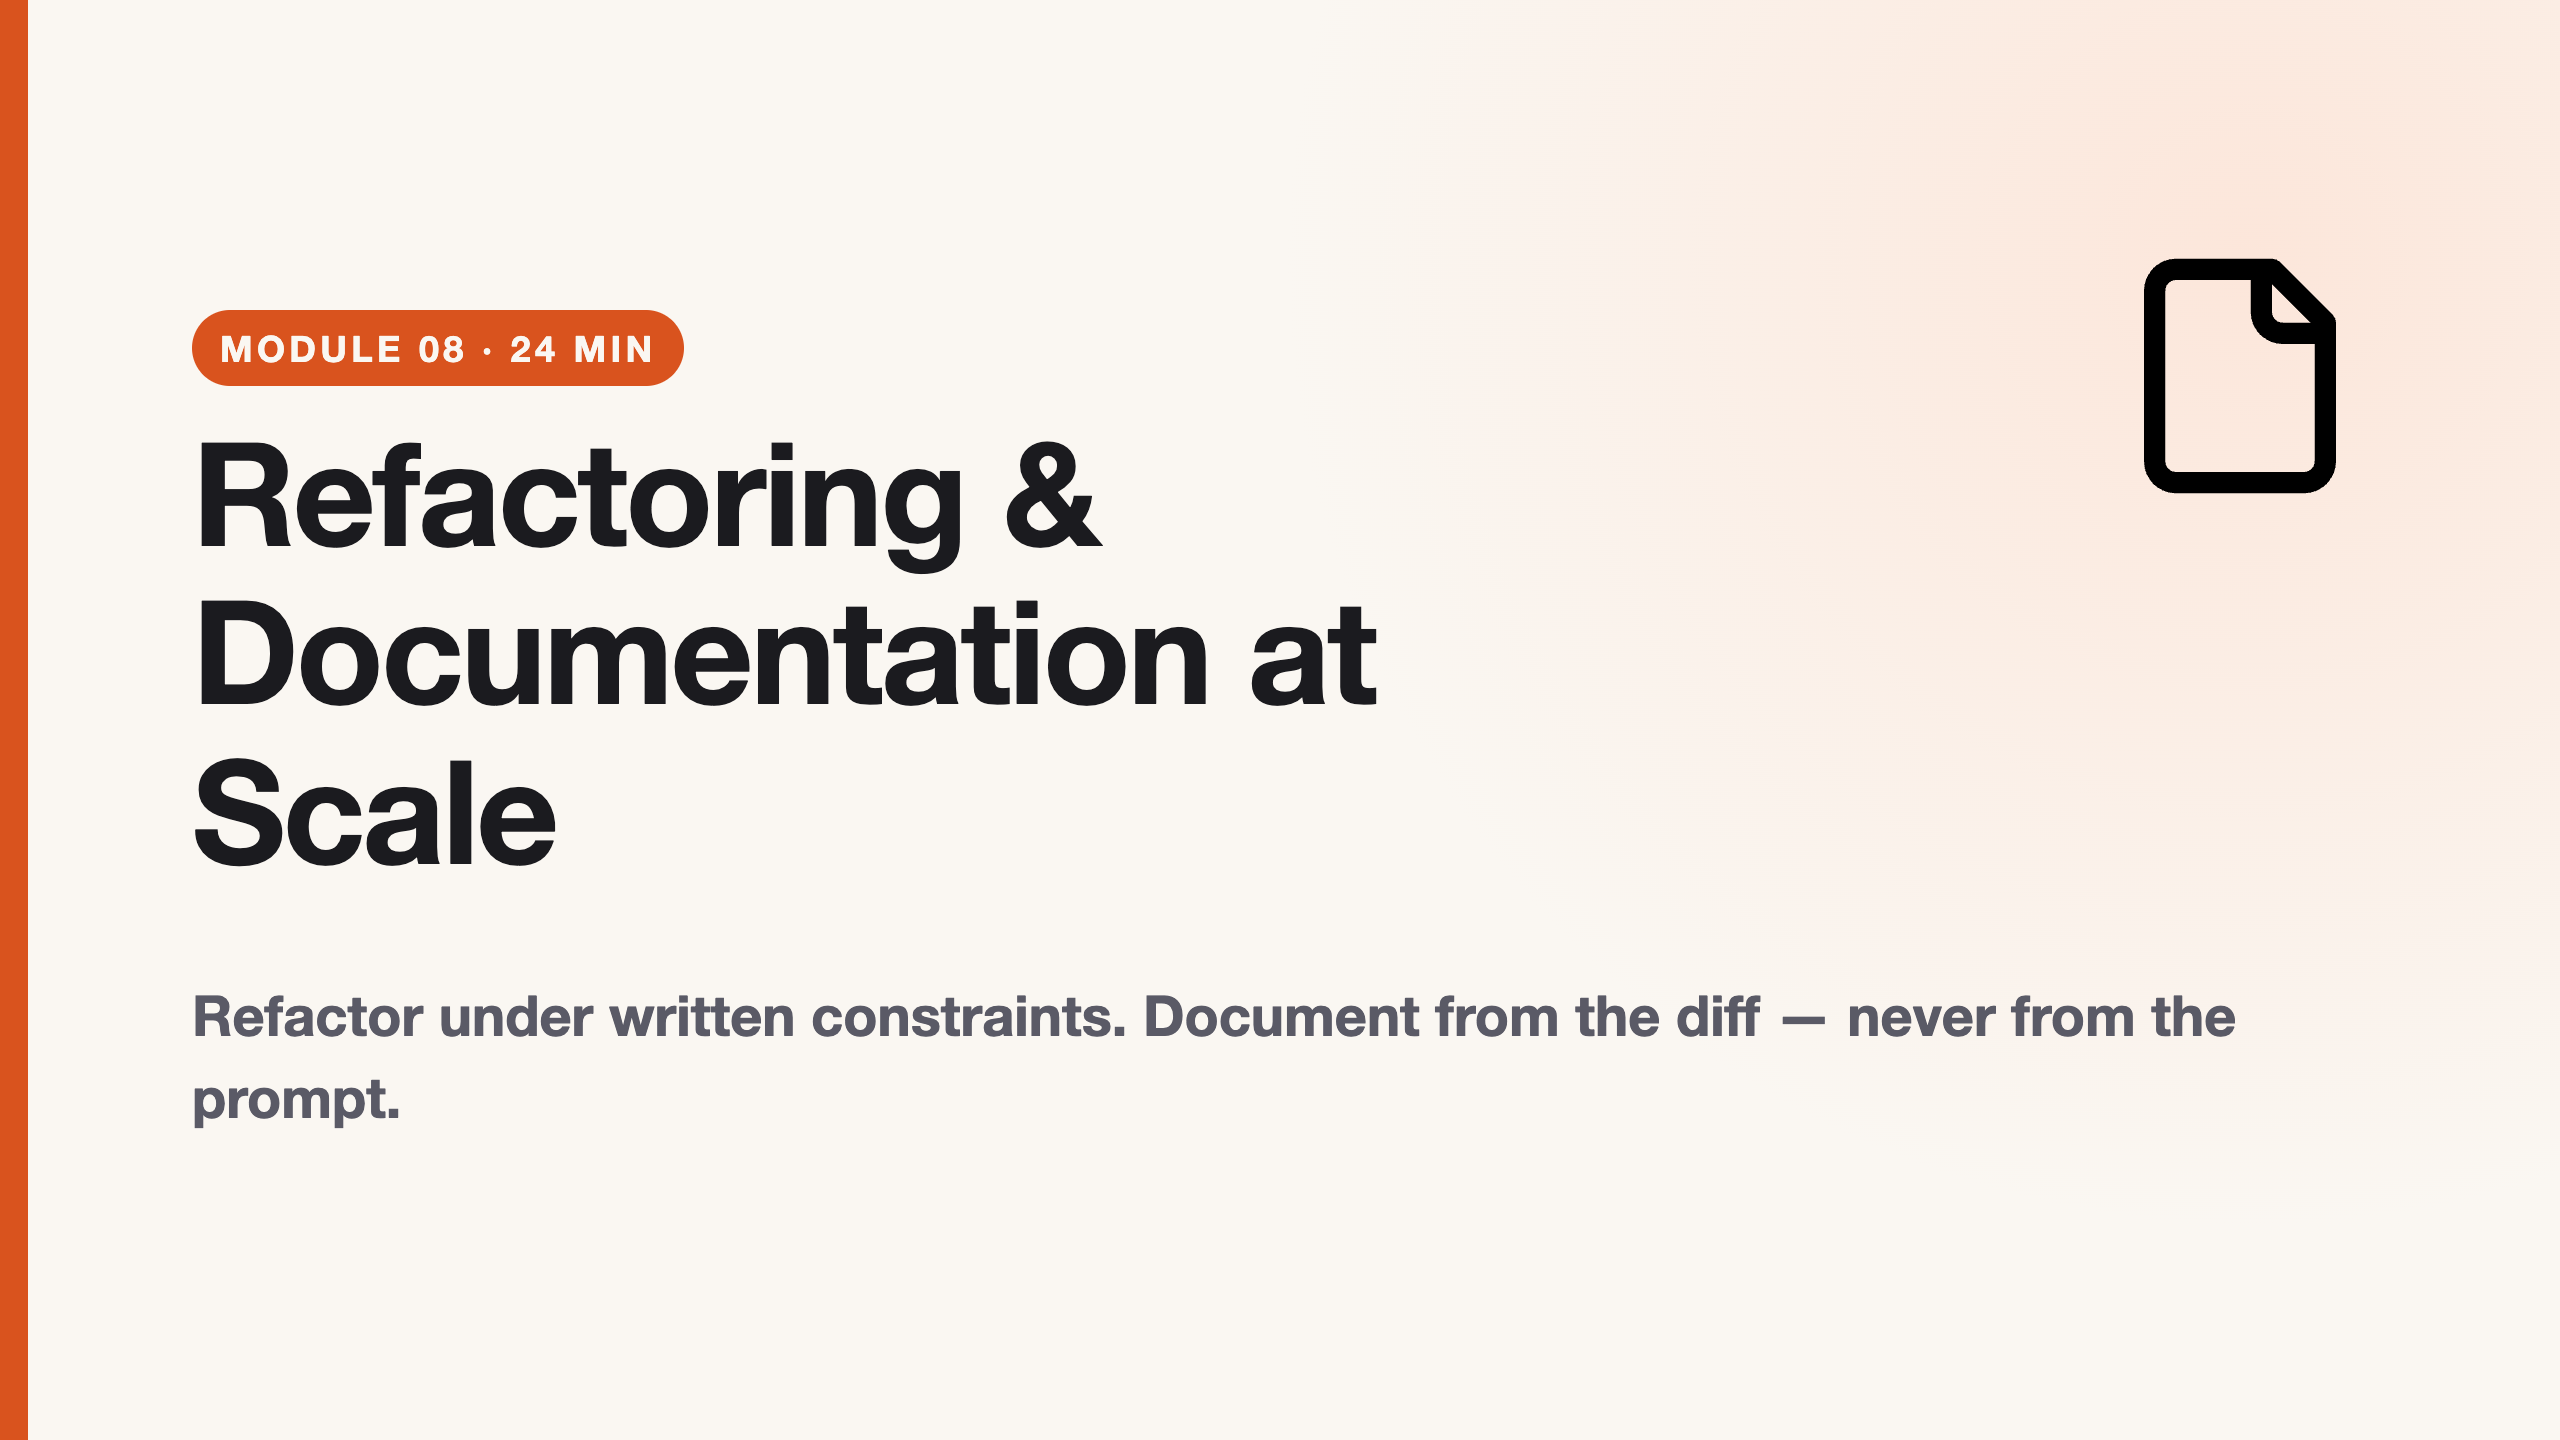 MODULE 08 · 24 MIN
Refactoring &
Documentation at
Scale
Refactor under written constraints. Document from the diff — never from the
prompt.